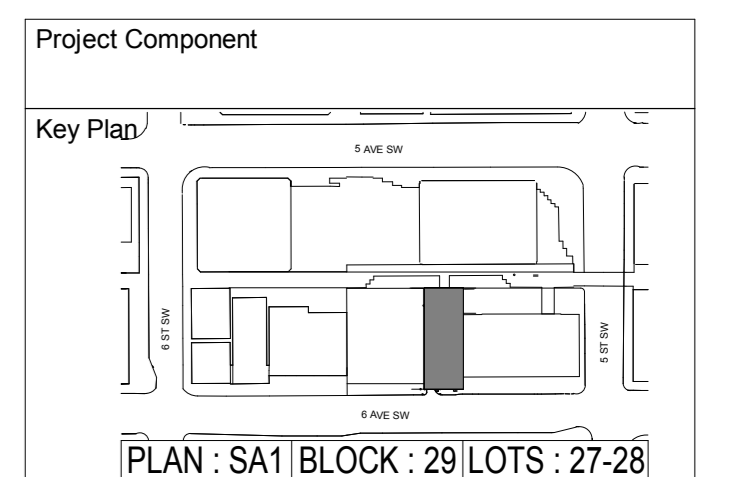 Project Component
Key Plan
5 AVE SW
6 ST SW
5 ST SW
6 AVE SW
PLAN : SA1 BLOCK : 29 LOTS : 27-28